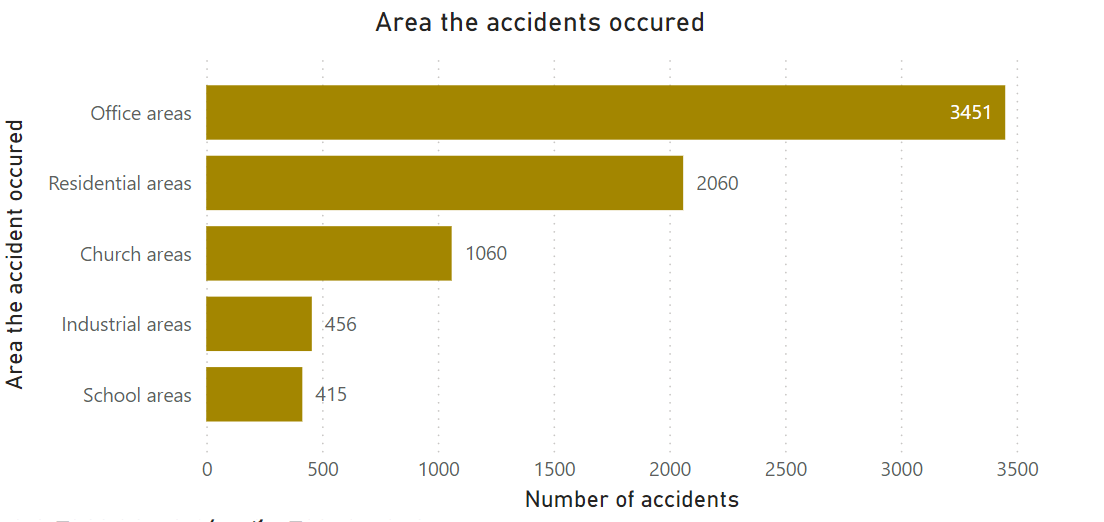 Area the accidents occured
Area the accident occured
Office areas 3451
Residential areas 2060
Church areas 1060
Industrial areas 456
School areas 415
0 500 1000 1500 2000 2500 3000 3500
Number of accidents